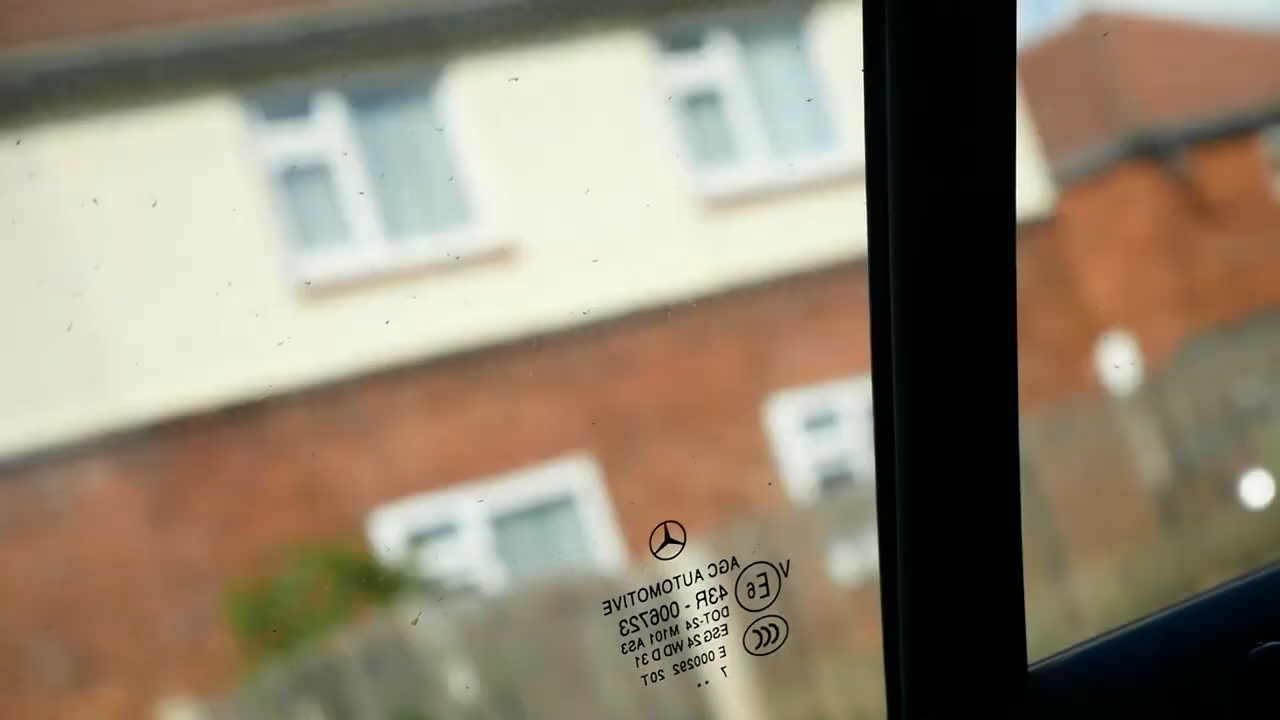 AGC AUTOMOTIVE
V
E6
43R - 006723
DOT-24 M101 AS3
ESG 24 WD D 31
E 000292 20T
7 ..